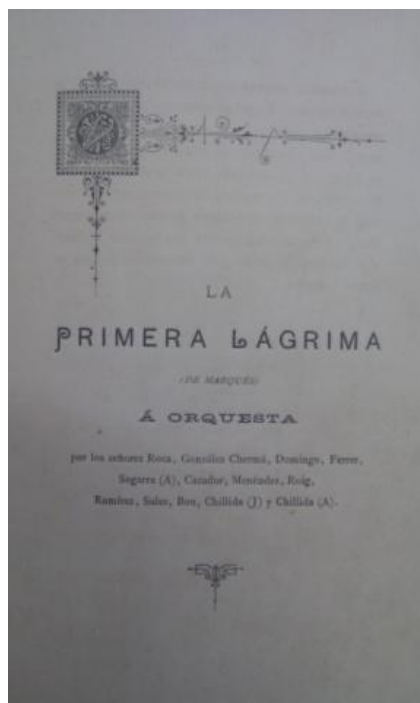 LA
PRIMERA LÁGRIMA
(DE MARQUÉS)
Á ORQUESTA
por los señores Roca, González Chermá, Domingo, Ferrer,
Segarra (A), Cazador, Menéndez, Roig,
Ramírez, Sales, Bou, Chillida (J) y Chillida (A).